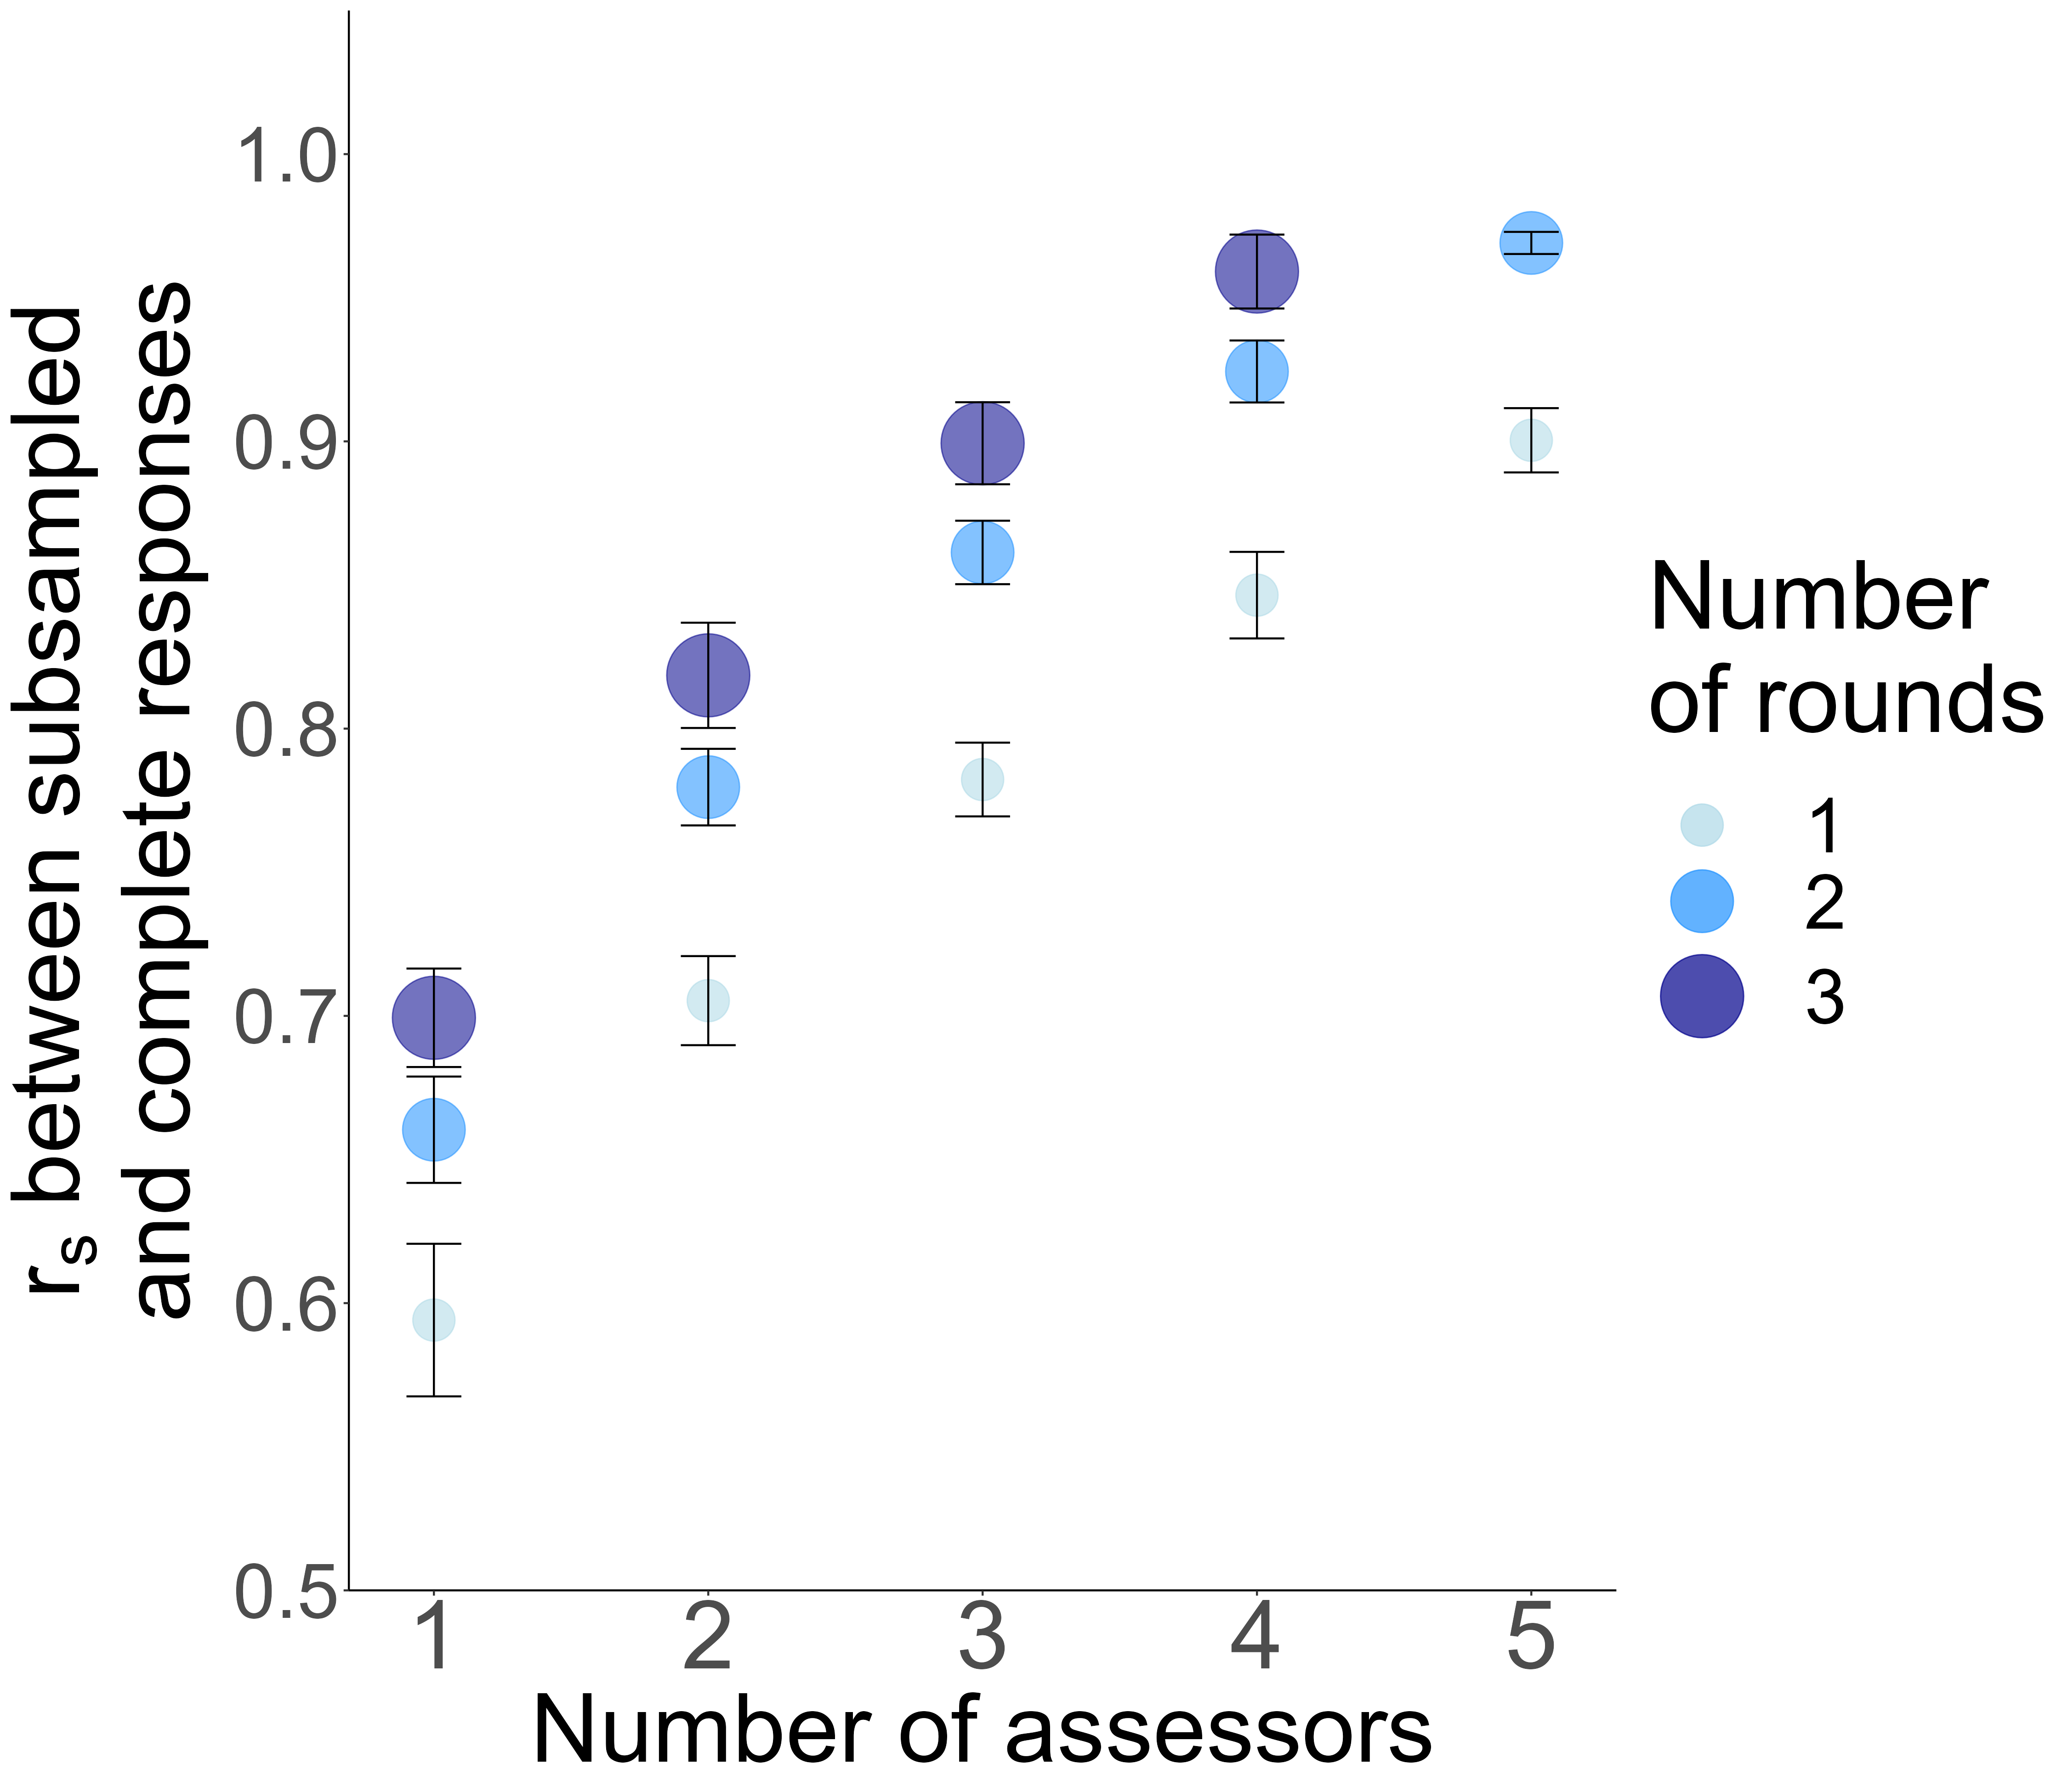 r_s between subsampled
and complete responses
1.0
0.9
0.8
0.7
0.6
0.5
1 2 3 4 5
Number of assessors
Number
of rounds
1
2
3